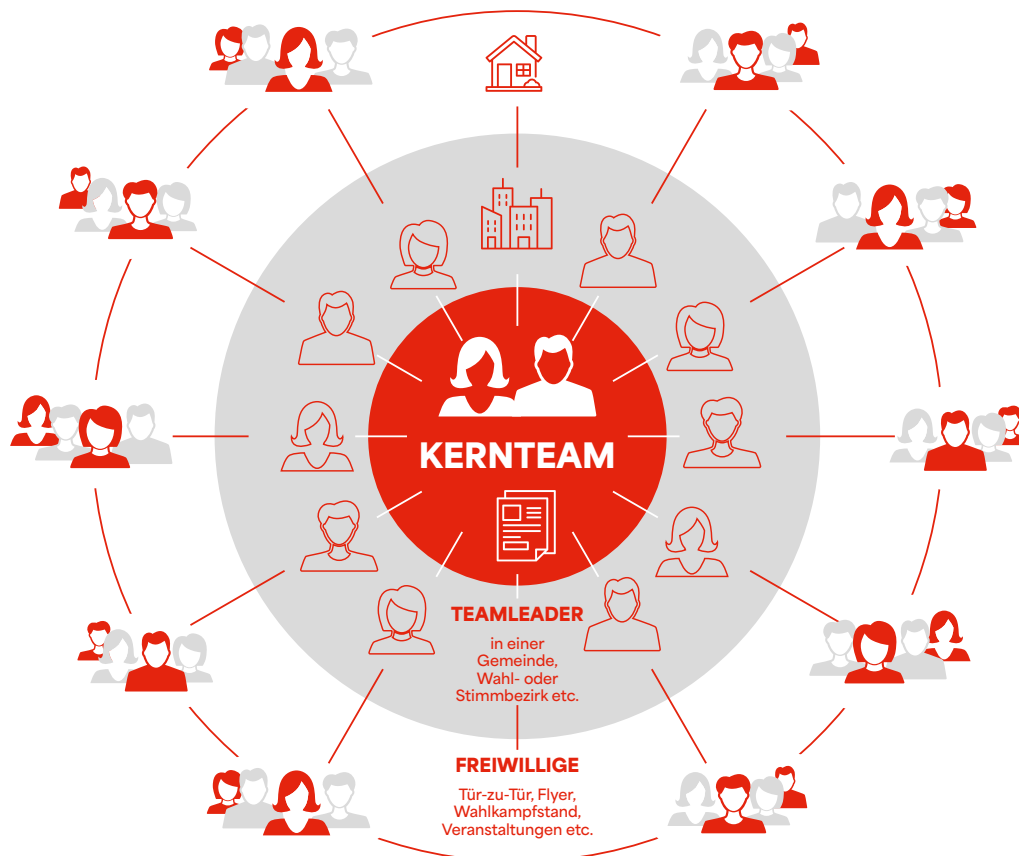 KERNTEAM
TEAMLEADER
in einer
Gemeinde,
Wahl- oder
Stimmbezirk etc.
FREIWILLIGE
Tür-zu-Tür, Flyer,
Wahlkampfstand,
Veranstaltungen etc.